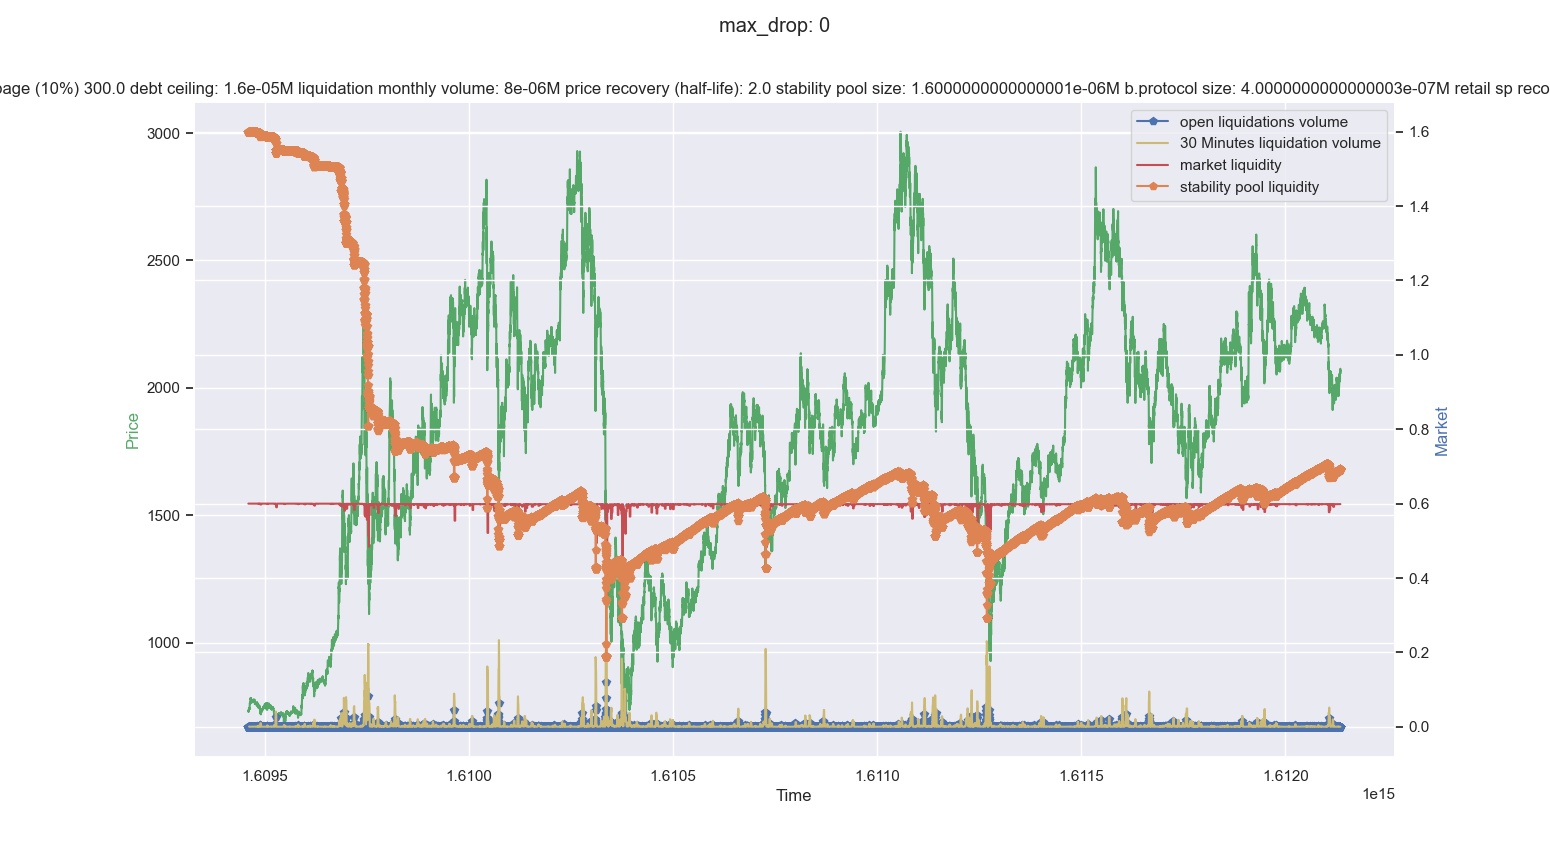 max_drop: 0
(10%) 300.0 debt ceiling: 1.6e-05M liquidation monthly volume: 8e-06M price recovery (half-life): 2.0 stability pool size: 1.6000000000000001e-06M b.protocol size: 4.0000000000000003e-07M retail sp reco
open liquidations volume
30 Minutes liquidation volume
market liquidity
stability pool liquidity
3000
2500
2000
1500
1000
Price
1.6
1.4
1.2
1.0
0.8
0.6
0.4
0.2
0.0
Market
1.6095 1.6100 1.6105 1.6110 1.6115 1.6120
1e15
Time